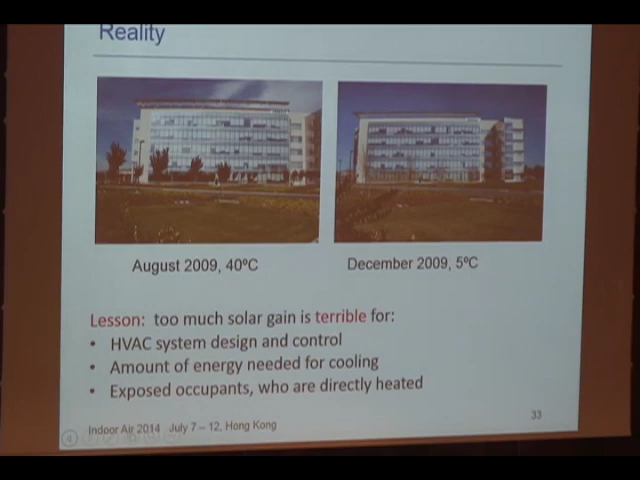 Reality
August 2009, 40ºC
December 2009, 5ºC
Lesson: too much solar gain is terrible for:
• HVAC system design and control
• Amount of energy needed for cooling
• Exposed occupants, who are directly heated
33
Indoor Air 2014 July 7 – 12, Hong Kong